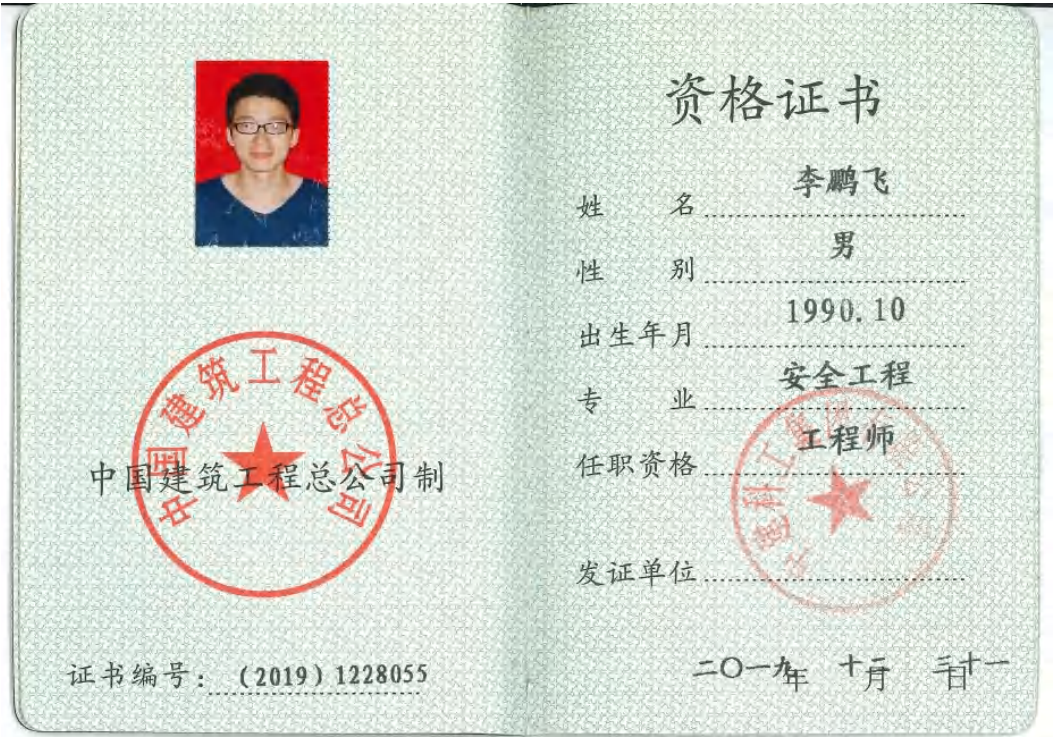 中国建筑工程总公司
中国建筑工程总公司制
证书编号：（2019）1228055
资格证书
姓 名 李鹏飞
性 别 男
出生年月 1990.10
专 业 安全工程
任职资格 工程师
发证单位
二〇一九年 十二月 三十一日